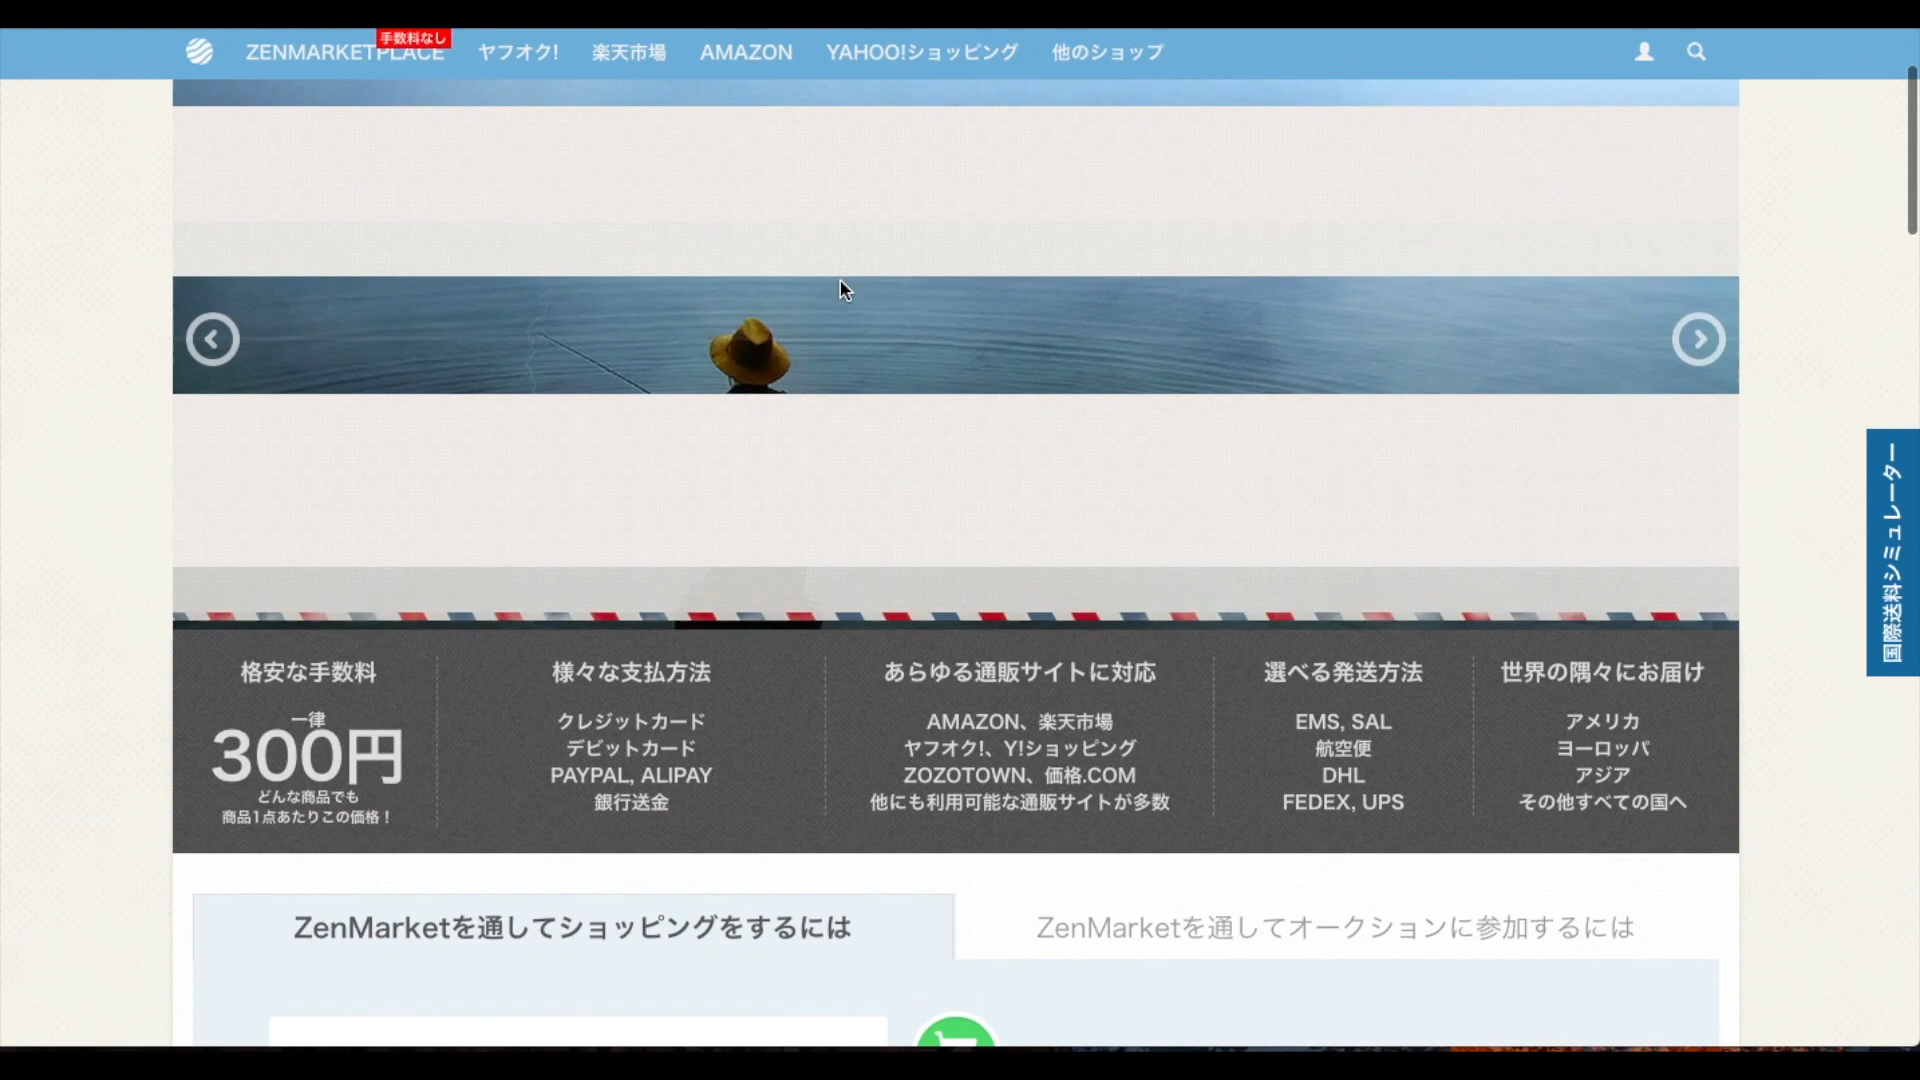 手数料なし
ZENMARKETPLACE ヤフオク! 楽天市場 AMAZON YAHOO!ショッピング 他のショップ
国際送料シミュレーター
格安な手数料
一律
300円
どんな商品でも
商品1点あたりこの価格！
様々な支払方法
クレジットカード
デビットカード
PAYPAL, ALIPAY
銀行送金
あらゆる通販サイトに対応
AMAZON、楽天市場
ヤフオク!、Y!ショッピング
ZOZOTOWN、価格.COM
他にも利用可能な通販サイトが多数
選べる発送方法
EMS, SAL
航空便
DHL
FEDEX, UPS
世界の隅々にお届け
アメリカ
ヨーロッパ
アジア
その他すべての国へ
ZenMarketを通してショッピングをするには
ZenMarketを通してオークションに参加するには